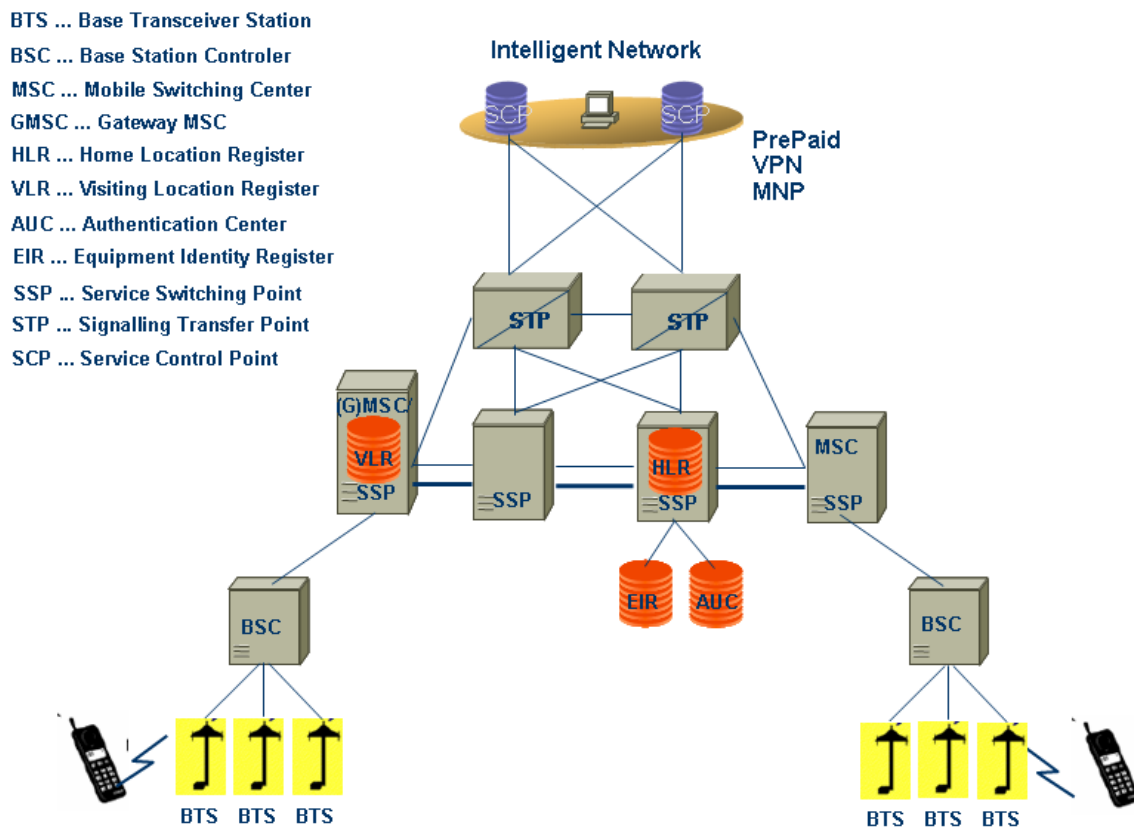 BTS ... Base Transceiver Station
BSC ... Base Station Controler
MSC ... Mobile Switching Center
GMSC ... Gateway MSC
HLR ... Home Location Register
VLR ... Visiting Location Register
AUC ... Authentication Center
EIR ... Equipment Identity Register
SSP ... Service Switching Point
STP ... Signalling Transfer Point
SCP ... Service Control Point
Intelligent Network
SCP
SCP
PrePaid
VPN
MNP
STP
STP
(G)MSC/
VLR
SSP
SSP
HLR
SSP
MSC
SSP
EIR
AUC
BSC
BSC
BTS
BTS
BTS
BTS
BTS
BTS